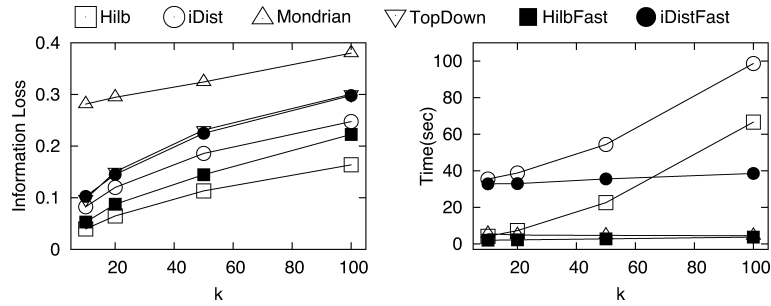 Hilb iDist Mondrian TopDown HilbFast iDistFast
0.4
0.3
0.2
0.1
0
Information Loss
20 40 60 80 100
k
100
80
60
40
20
0
Time(sec)
20 40 60 80 100
k